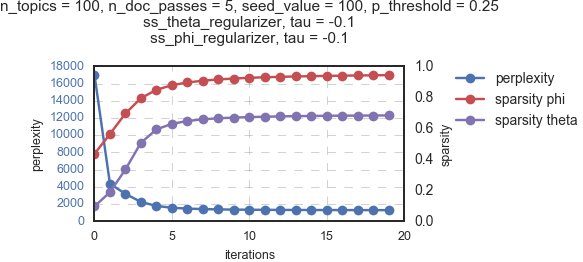 n_topics = 100, n_doc_passes = 5, seed_value = 100, p_threshold = 0.25
ss_theta_regularizer, tau = -0.1
ss_phi_regularizer, tau = -0.1
18000
16000
14000
12000
10000
8000
6000
4000
2000
0
perplexity
0
5
10
15
20
iterations
1.0
0.8
0.6
0.4
0.2
0.0
sparsity
perplexity
sparsity phi
sparsity theta